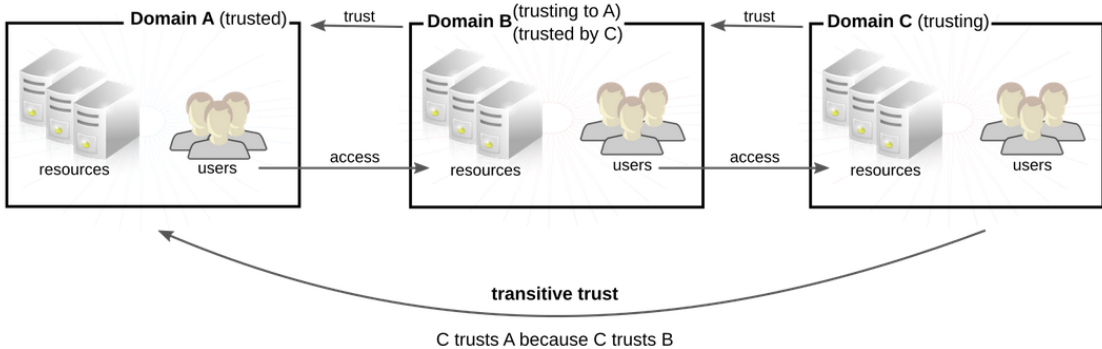 Domain A (trusted)
trust
Domain B (trusting to A)
(trusted by C)
trust
Domain C (trusting)
resources
users
access
resources
users
access
resources
users
transitive trust
C trusts A because C trusts B